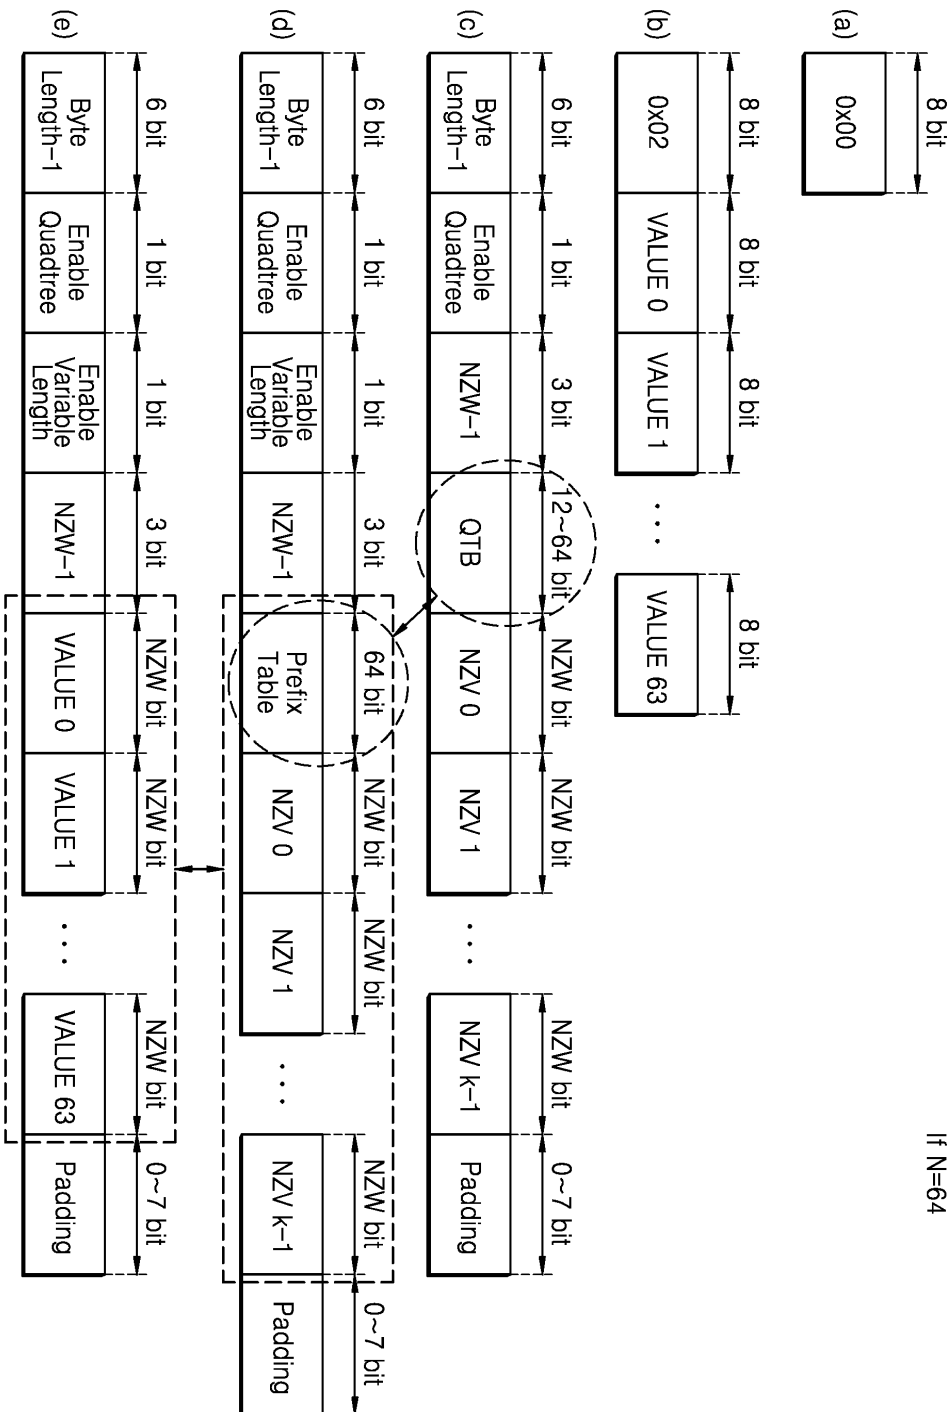 If N=64
8 bit
(a) 0x00
8 bit 8 bit 8 bit 8 bit
(b) 0x02 VALUE 0 VALUE 1 ... VALUE 63
6 bit 1 bit 3 bit 12~64 bit NZW bit NZW bit NZW bit 0~7 bit
(c) Byte Length-1 Enable Quadtree NZW-1 QTB NZV 0 NZV 1 ... NZV k-1 Padding
6 bit 1 bit 1 bit 3 bit 64 bit NZW bit NZW bit NZW bit 0~7 bit
(d) Byte Length-1 Enable Quadtree Enable Variable Length NZW-1 Prefix Table NZV 0 NZV 1 ... NZV k-1 Padding
6 bit 1 bit 1 bit 3 bit NZW bit NZW bit NZW bit 0~7 bit
(e) Byte Length-1 Enable Quadtree Enable Variable Length NZW-1 VALUE 0 VALUE 1 ... VALUE 63 Padding